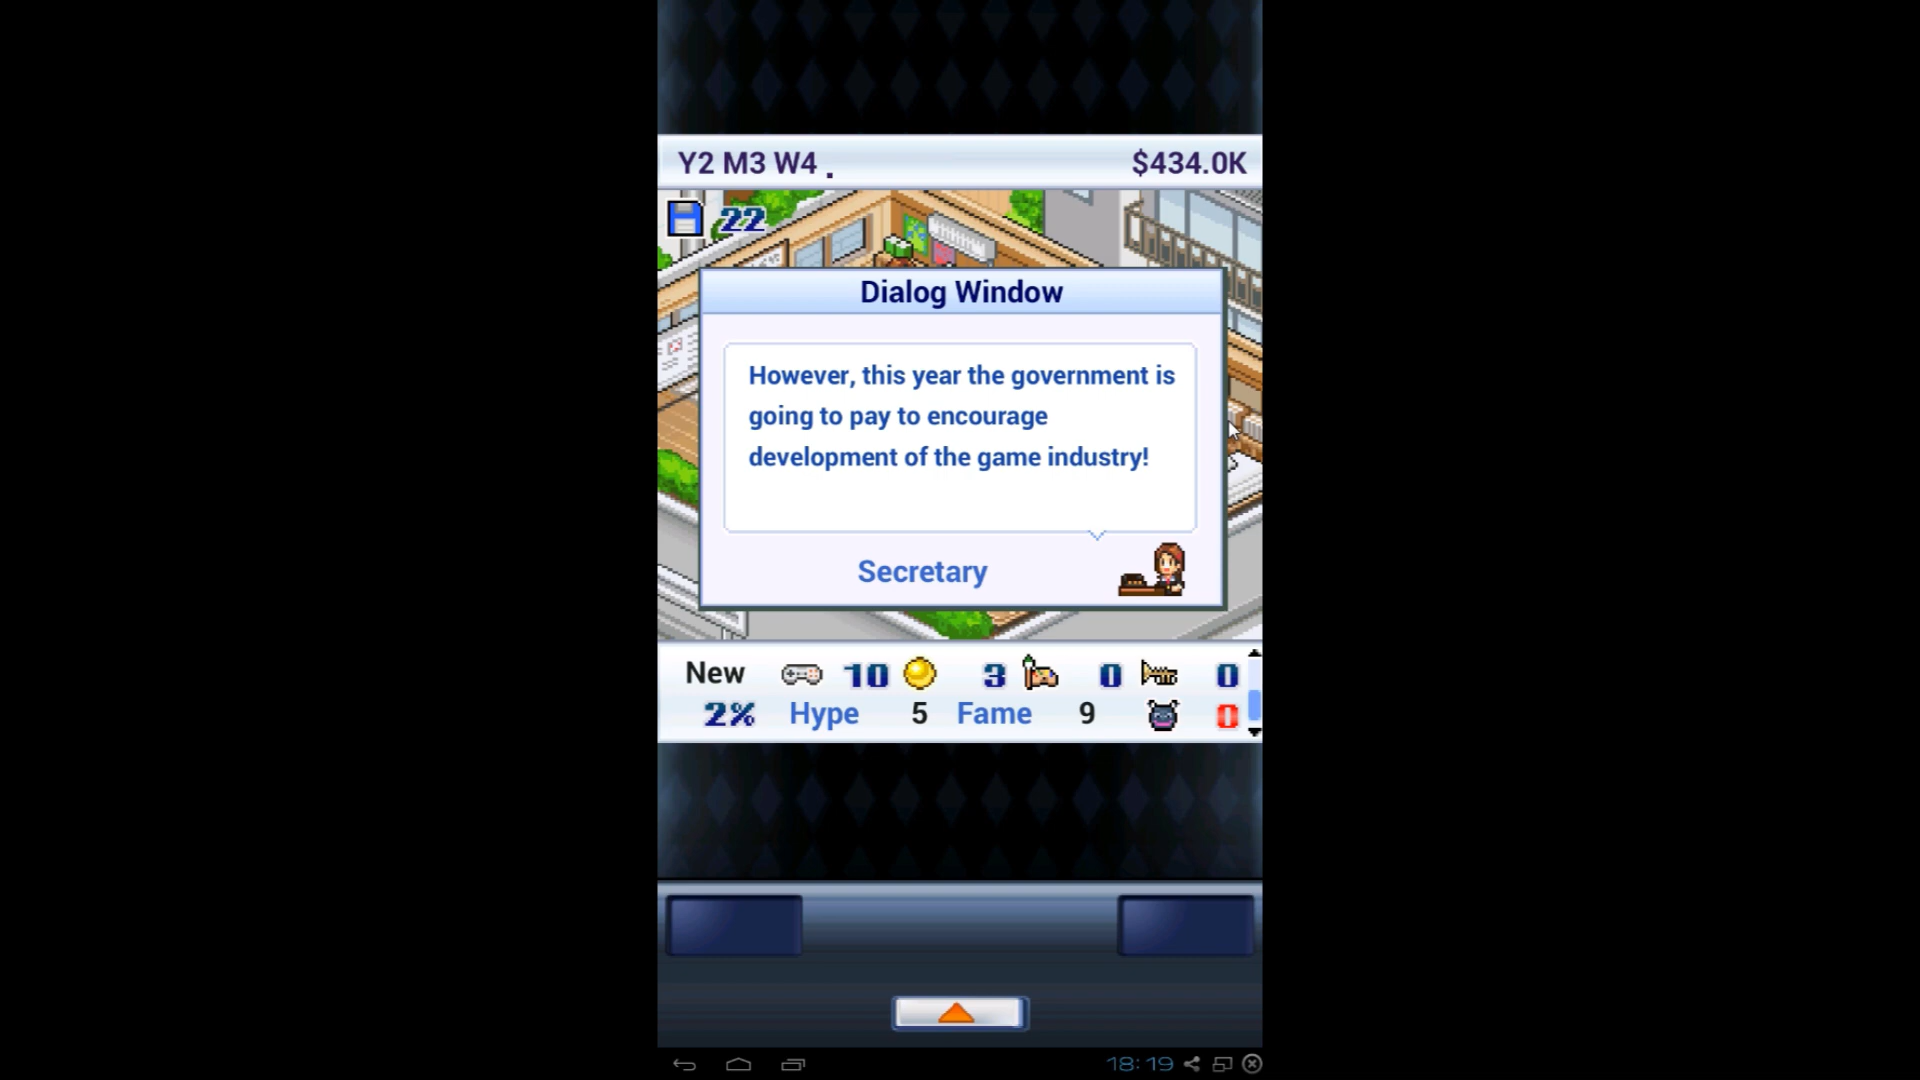 Y2 M3 W4 . $434.0K
22
Dialog Window
However, this year the government is
going to pay to encourage
development of the game industry!
Secretary
New 10 3 0 0
2% Hype 5 Fame 9 0
18:19